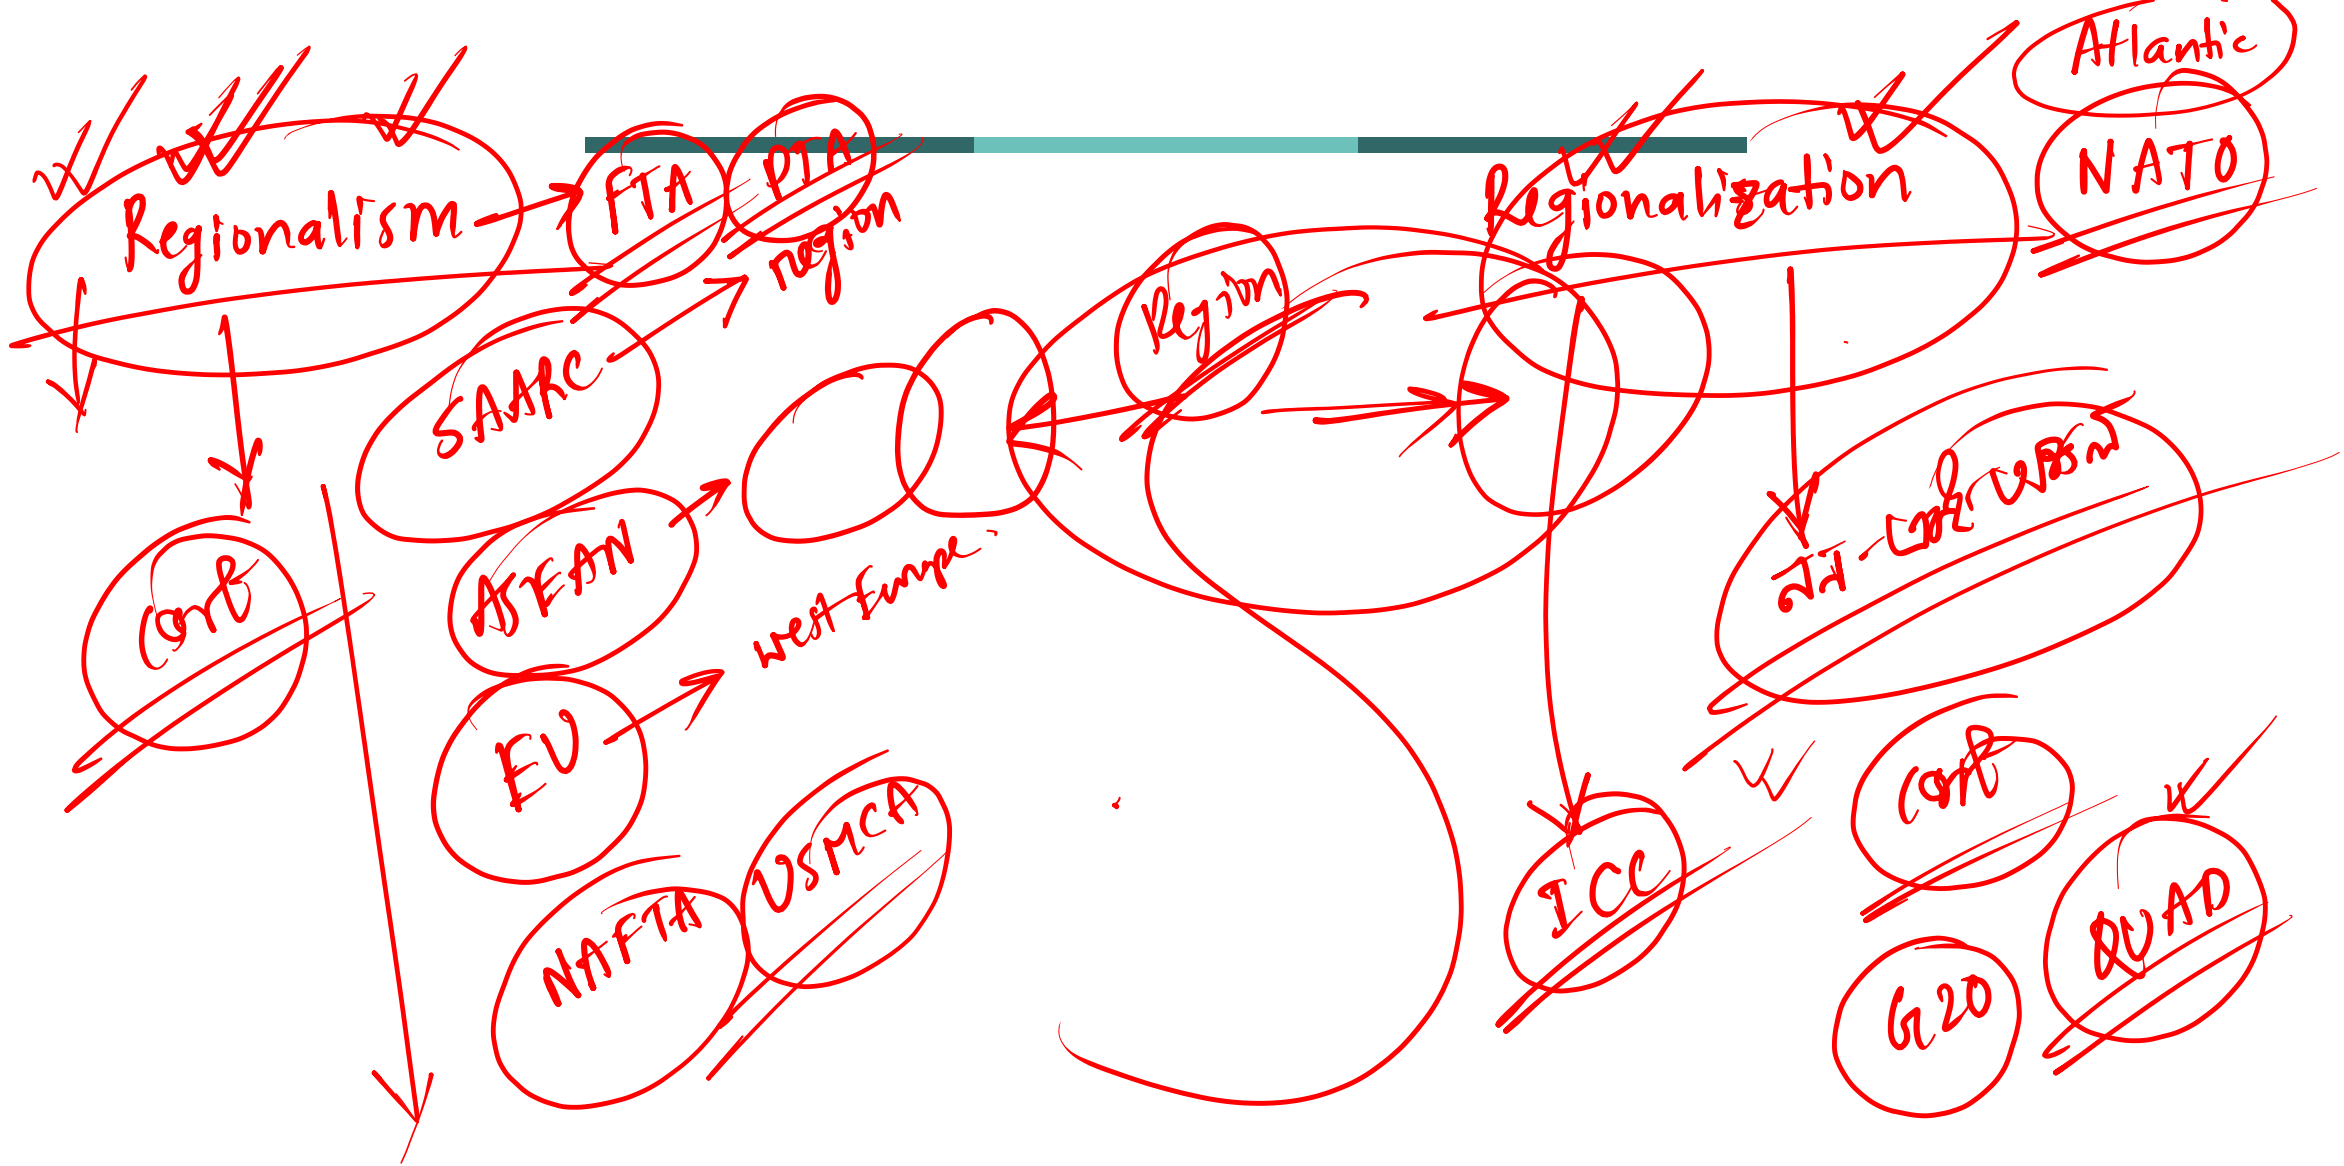 Atlantic
NATO
Regionalism
FTA
PTA
region
Regionalization
Region
SAARC
ASEAN
west Europe
EU
USMCA
NAFTA
ICC
QUAD
G20